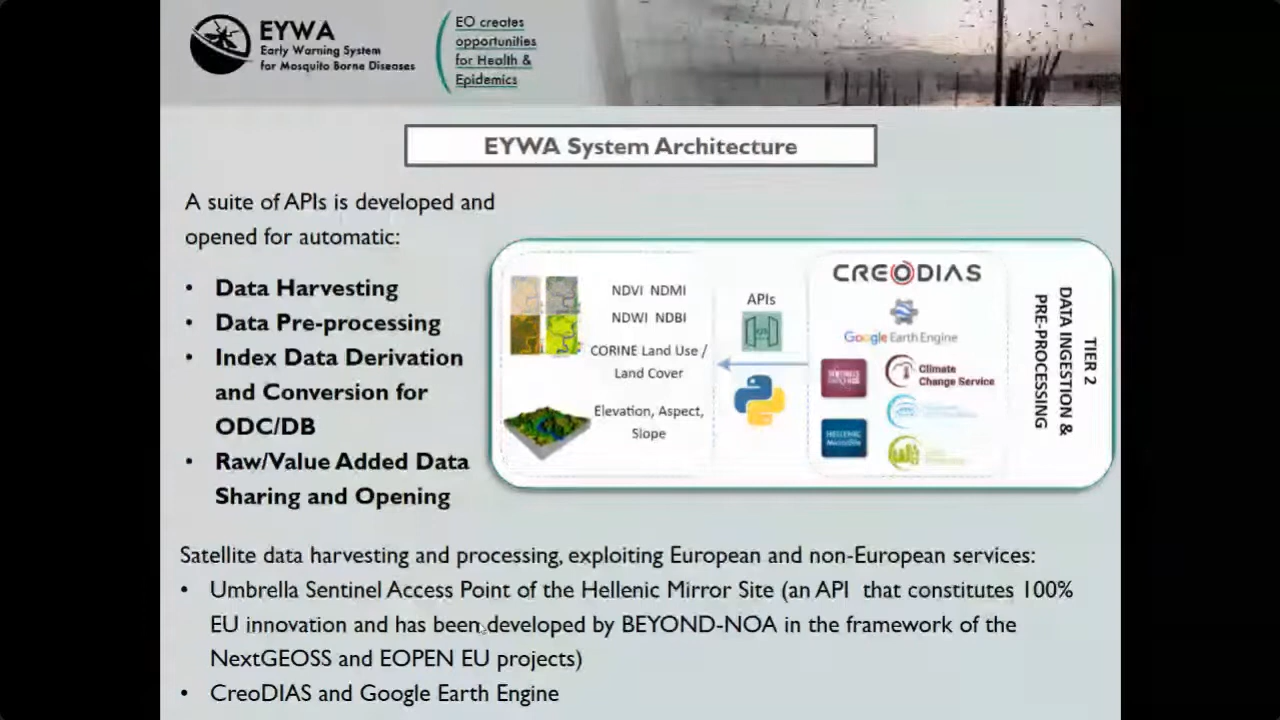 EYWA
Early Warning System
for Mosquito Borne Diseases
EO creates
opportunities
for Health &
Epidemics
EYWA System Architecture
A suite of APIs is developed and
opened for automatic:
• Data Harvesting
• Data Pre-processing
• Index Data Derivation
and Conversion for
ODC/DB
• Raw/Value Added Data
Sharing and Opening
NDVI NDMI
NDWI NDBI
CORINE Land Use /
Land Cover
Elevation, Aspect,
Slope
APIs
CREODIAS
Google Earth Engine
Climate
Change Service
HELLENIC
TIER 2
DATA INGESTION &
PRE-PROCESSING
Satellite data harvesting and processing, exploiting European and non-European services:
• Umbrella Sentinel Access Point of the Hellenic Mirror Site (an API that constitutes 100%
EU innovation and has been developed by BEYOND-NOA in the framework of the
NextGEOSS and EOPEN EU projects)
• CreoDIAS and Google Earth Engine